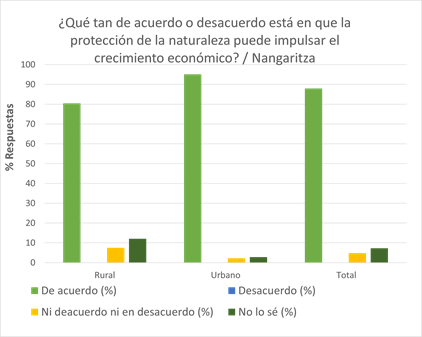 ¿Qué tan de acuerdo o desacuerdo está en que la
protección de la naturaleza puede impulsar el
crecimiento económico? / Nangaritza
% Respuestas
100
90
80
70
60
50
40
30
20
10
0
Rural Urbano Total
De acuerdo (%) Desacuerdo (%)
Ni deacuerdo ni en desacuerdo (%) No lo sé (%)